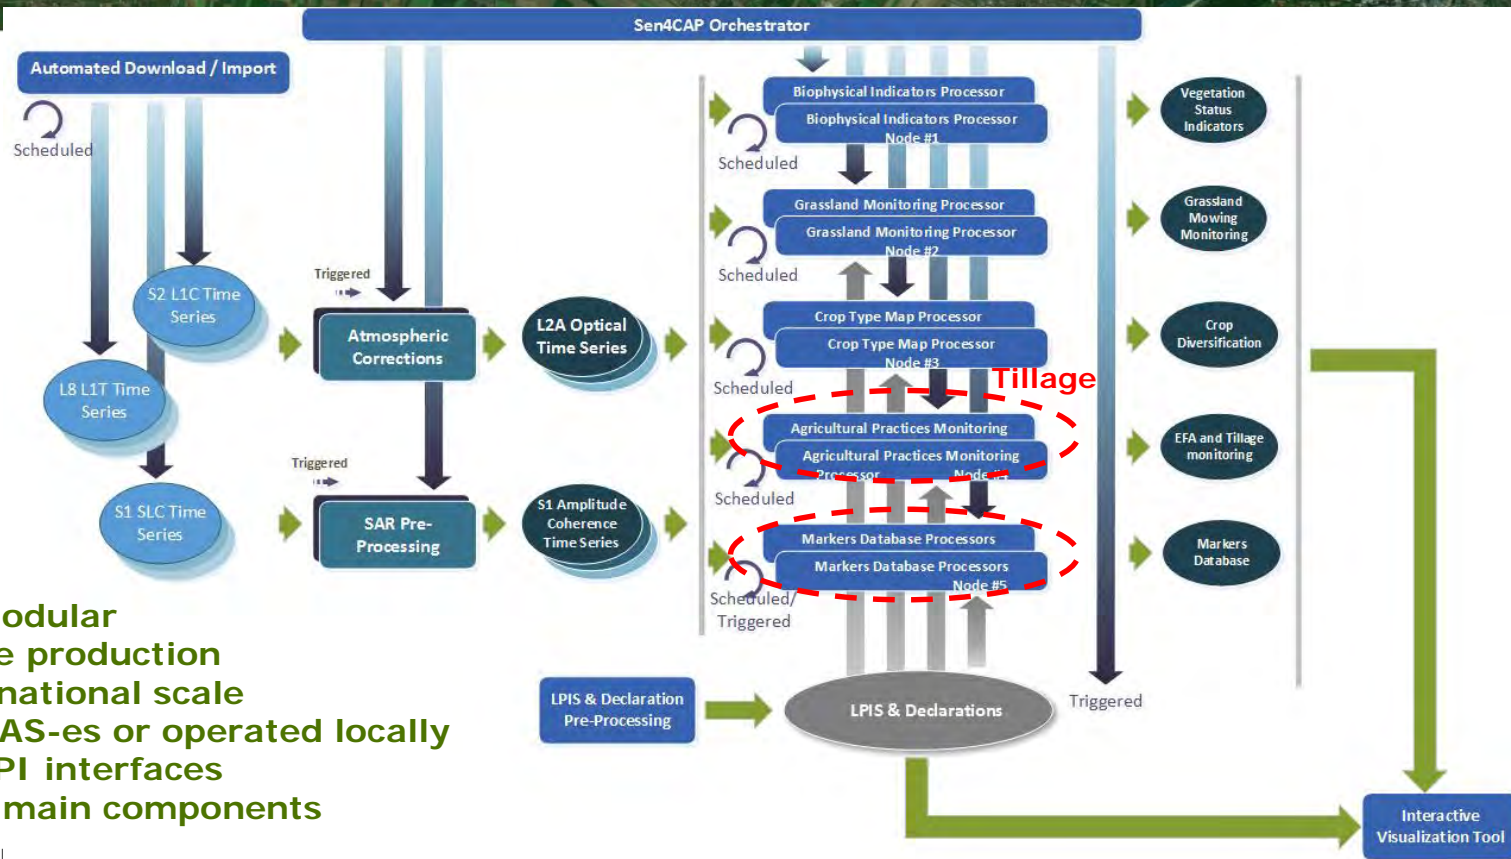 Sen4CAP Orchestrator
Automated Download / Import
Scheduled
S2 L1C Time
Series
L8 L1T Time
Series
S1 SLC Time
Series
Triggered
Atmospheric
Corrections
Triggered
SAR Pre-
Processing
L2A Optical
Time Series
S1 Amplitude
Coherence
Time Series
Biophysical Indicators Processor
Biophysical Indicators Processor
Node #1
Scheduled
Grassland Monitoring Processor
Grassland Monitoring Processor
Node #2
Scheduled
Crop Type Map Processor
Crop Type Map Processor
Node #3
Scheduled
Tillage
Agricultural Practices Monitoring
Agricultural Practices Monitoring
Processor Node #4
Scheduled
Markers Database Processors
Markers Database Processors
Node #5
Scheduled/
Triggered
Vegetation
Status
Indicators
Grassland
Mowing
Monitoring
Crop
Diversification
EFA and Tillage
monitoring
Markers
Database
Triggered
LPIS & Declaration
Pre-Processing
LPIS & Declarations
Interactive
Visualization Tool
odular
e production
national scale
AS-es or operated locally
PI interfaces
main components